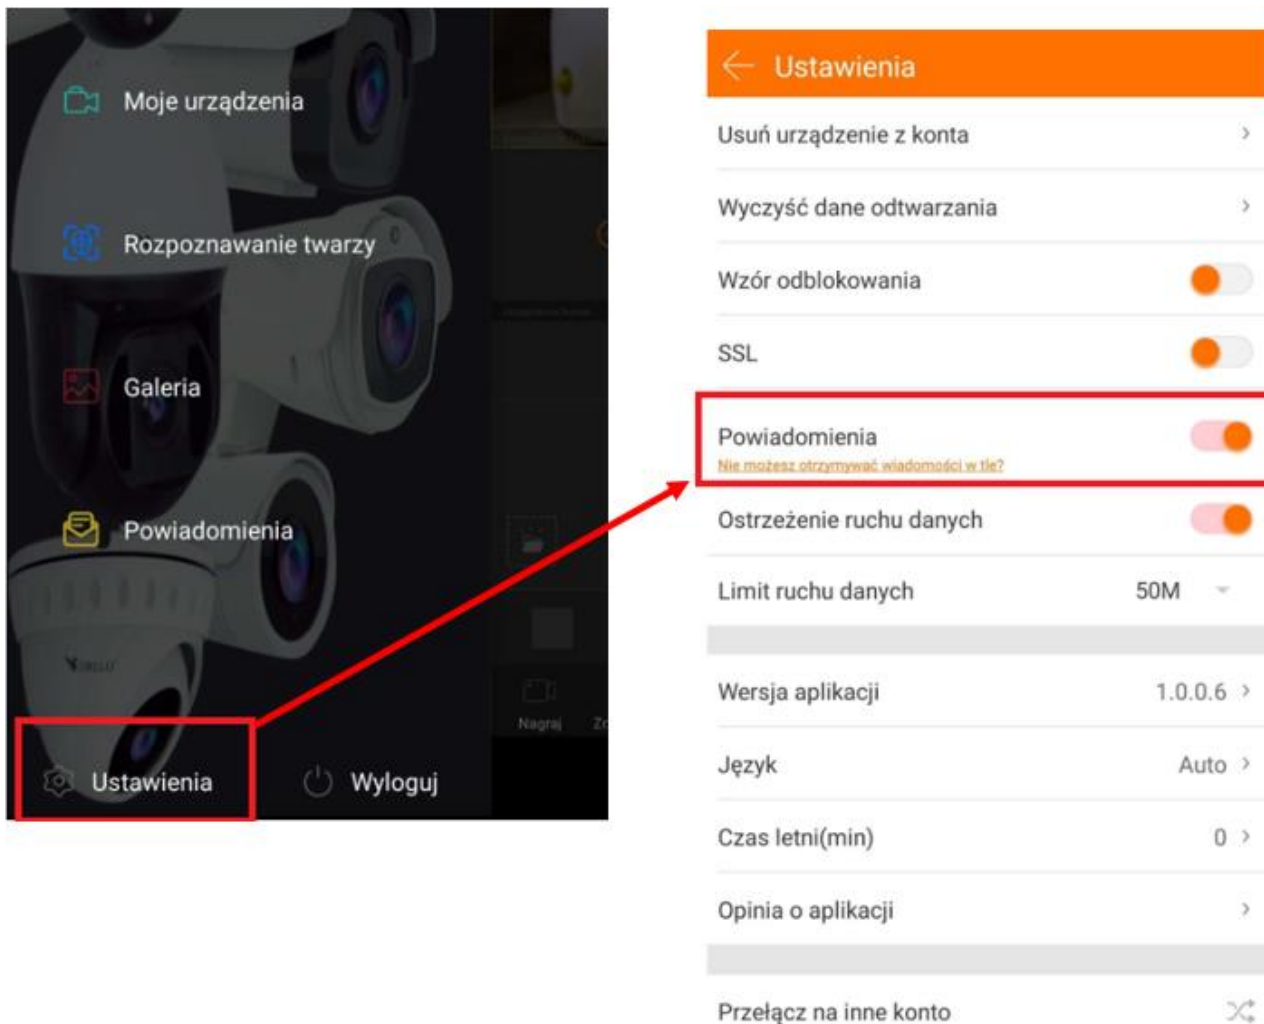 Moje urządzenia
Rozpoznawanie twarzy
Galeria
Powiadomienia
Nagraj
Ustawienia
Wyloguj
Ustawienia
Usuń urządzenie z konta
Wyczyść dane odtwarzania
Wzór odblokowania
SSL
Powiadomienia
Nie możesz otrzymywać wiadomości w tle?
Ostrzeżenie ruchu danych
Limit ruchu danych 50M
Wersja aplikacji 1.0.0.6
Język Auto
Czas letni(min) 0
Opinia o aplikacji
Przełącz na inne konto